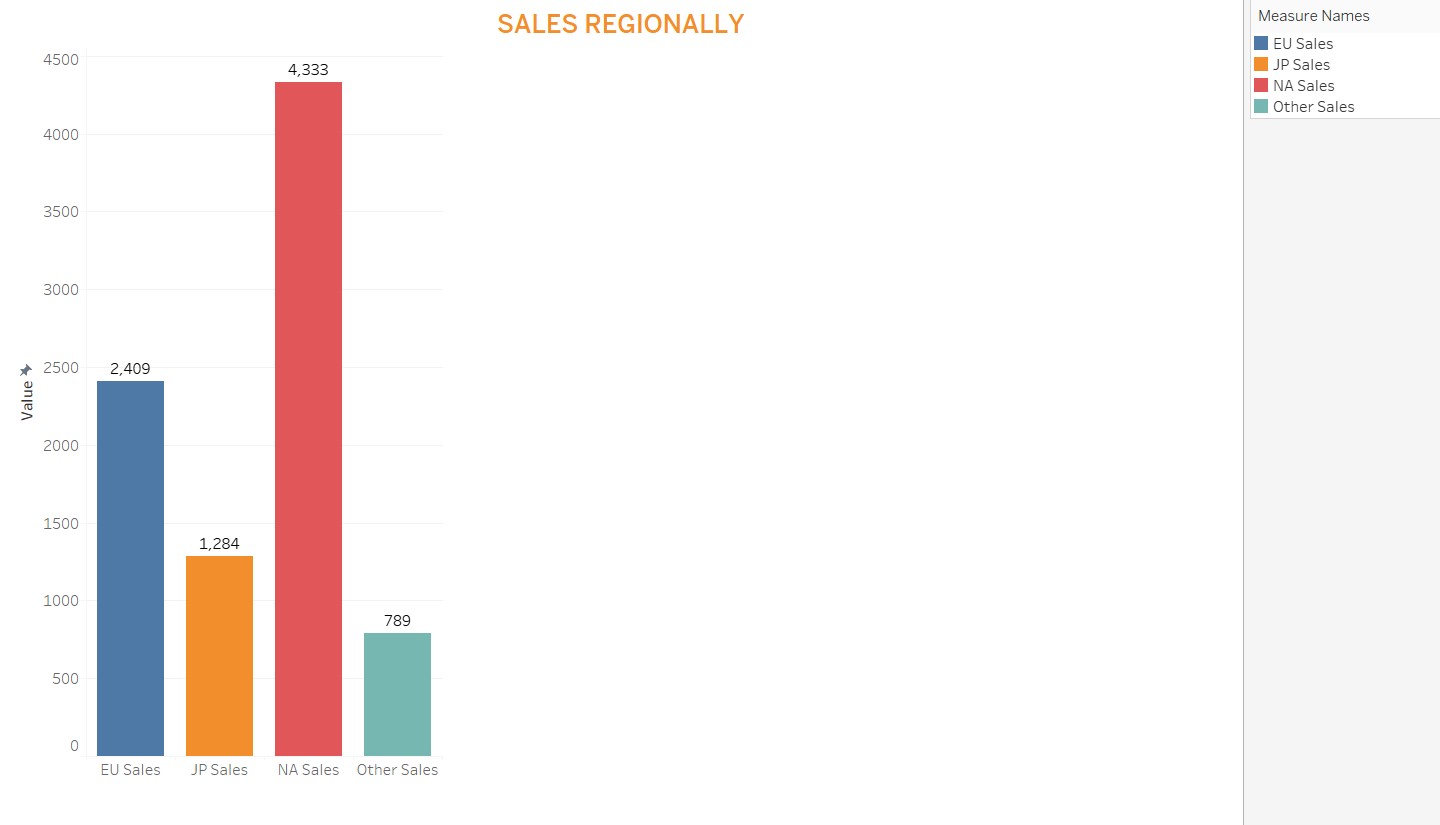 SALES REGIONALLY
Measure Names
EU Sales
JP Sales
NA Sales
Other Sales
4500
4000
3500
3000
2500
2000
1500
1000
500
0
Value
4,333
2,409
1,284
789
EU Sales JP Sales NA Sales Other Sales